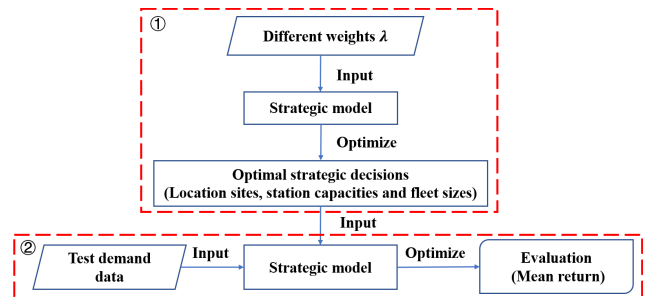 ①
Different weights λ
Input
Strategic model
Optimize
Optimal strategic decisions
(Location sites, station capacities and fleet sizes)
Input
②
Test demand
data
Input
Strategic model
Optimize
Evaluation
(Mean return)